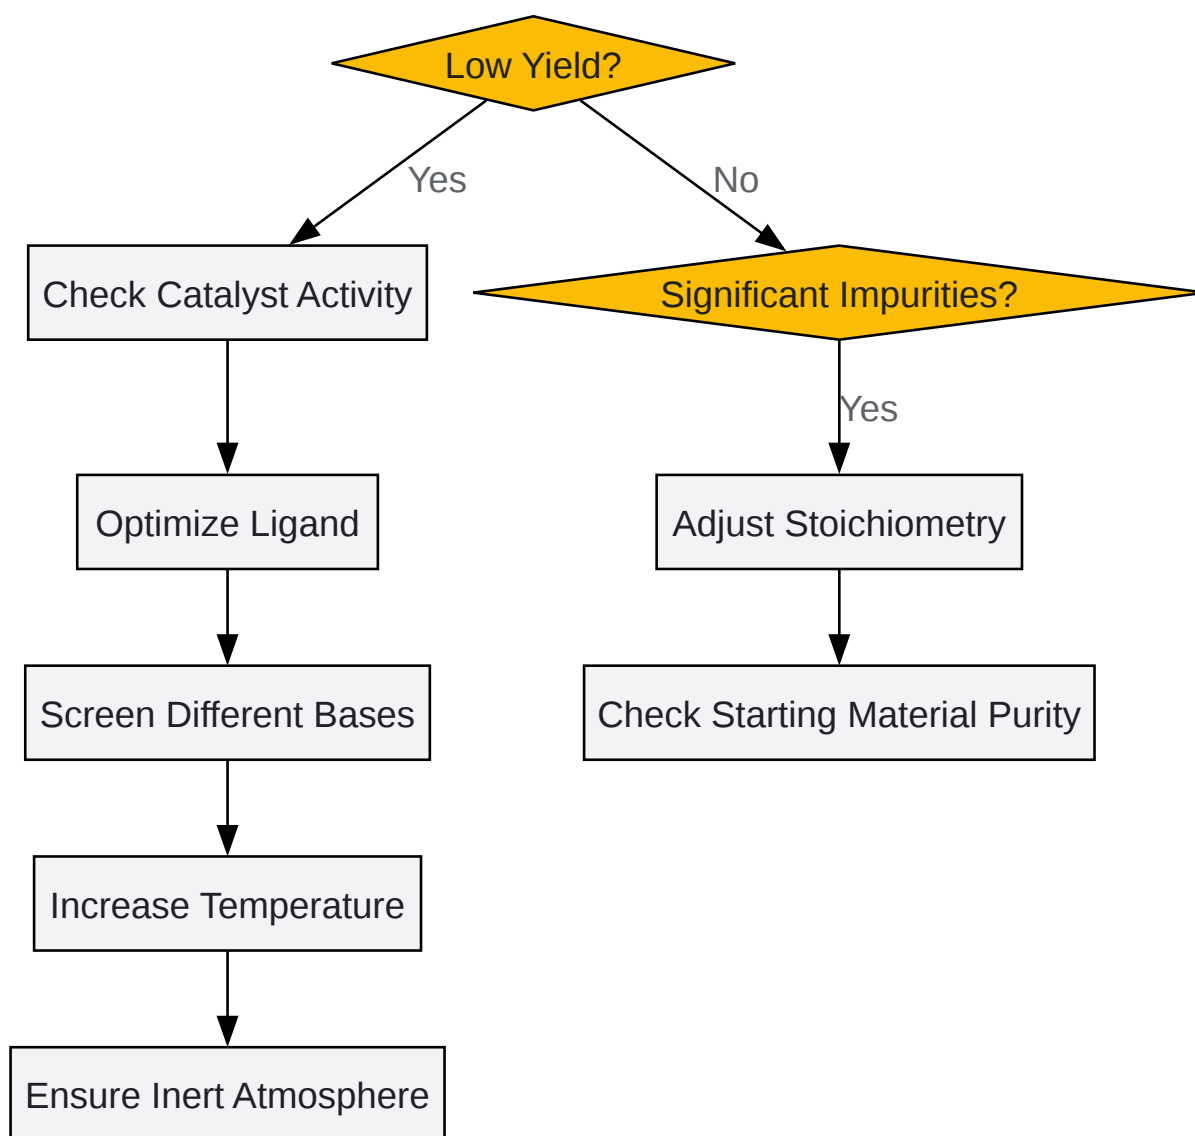 Low Yield?
Yes
No
Check Catalyst Activity
Significant Impurities?
Yes
Optimize Ligand
Adjust Stoichiometry
Screen Different Bases
Check Starting Material Purity
Increase Temperature
Ensure Inert Atmosphere